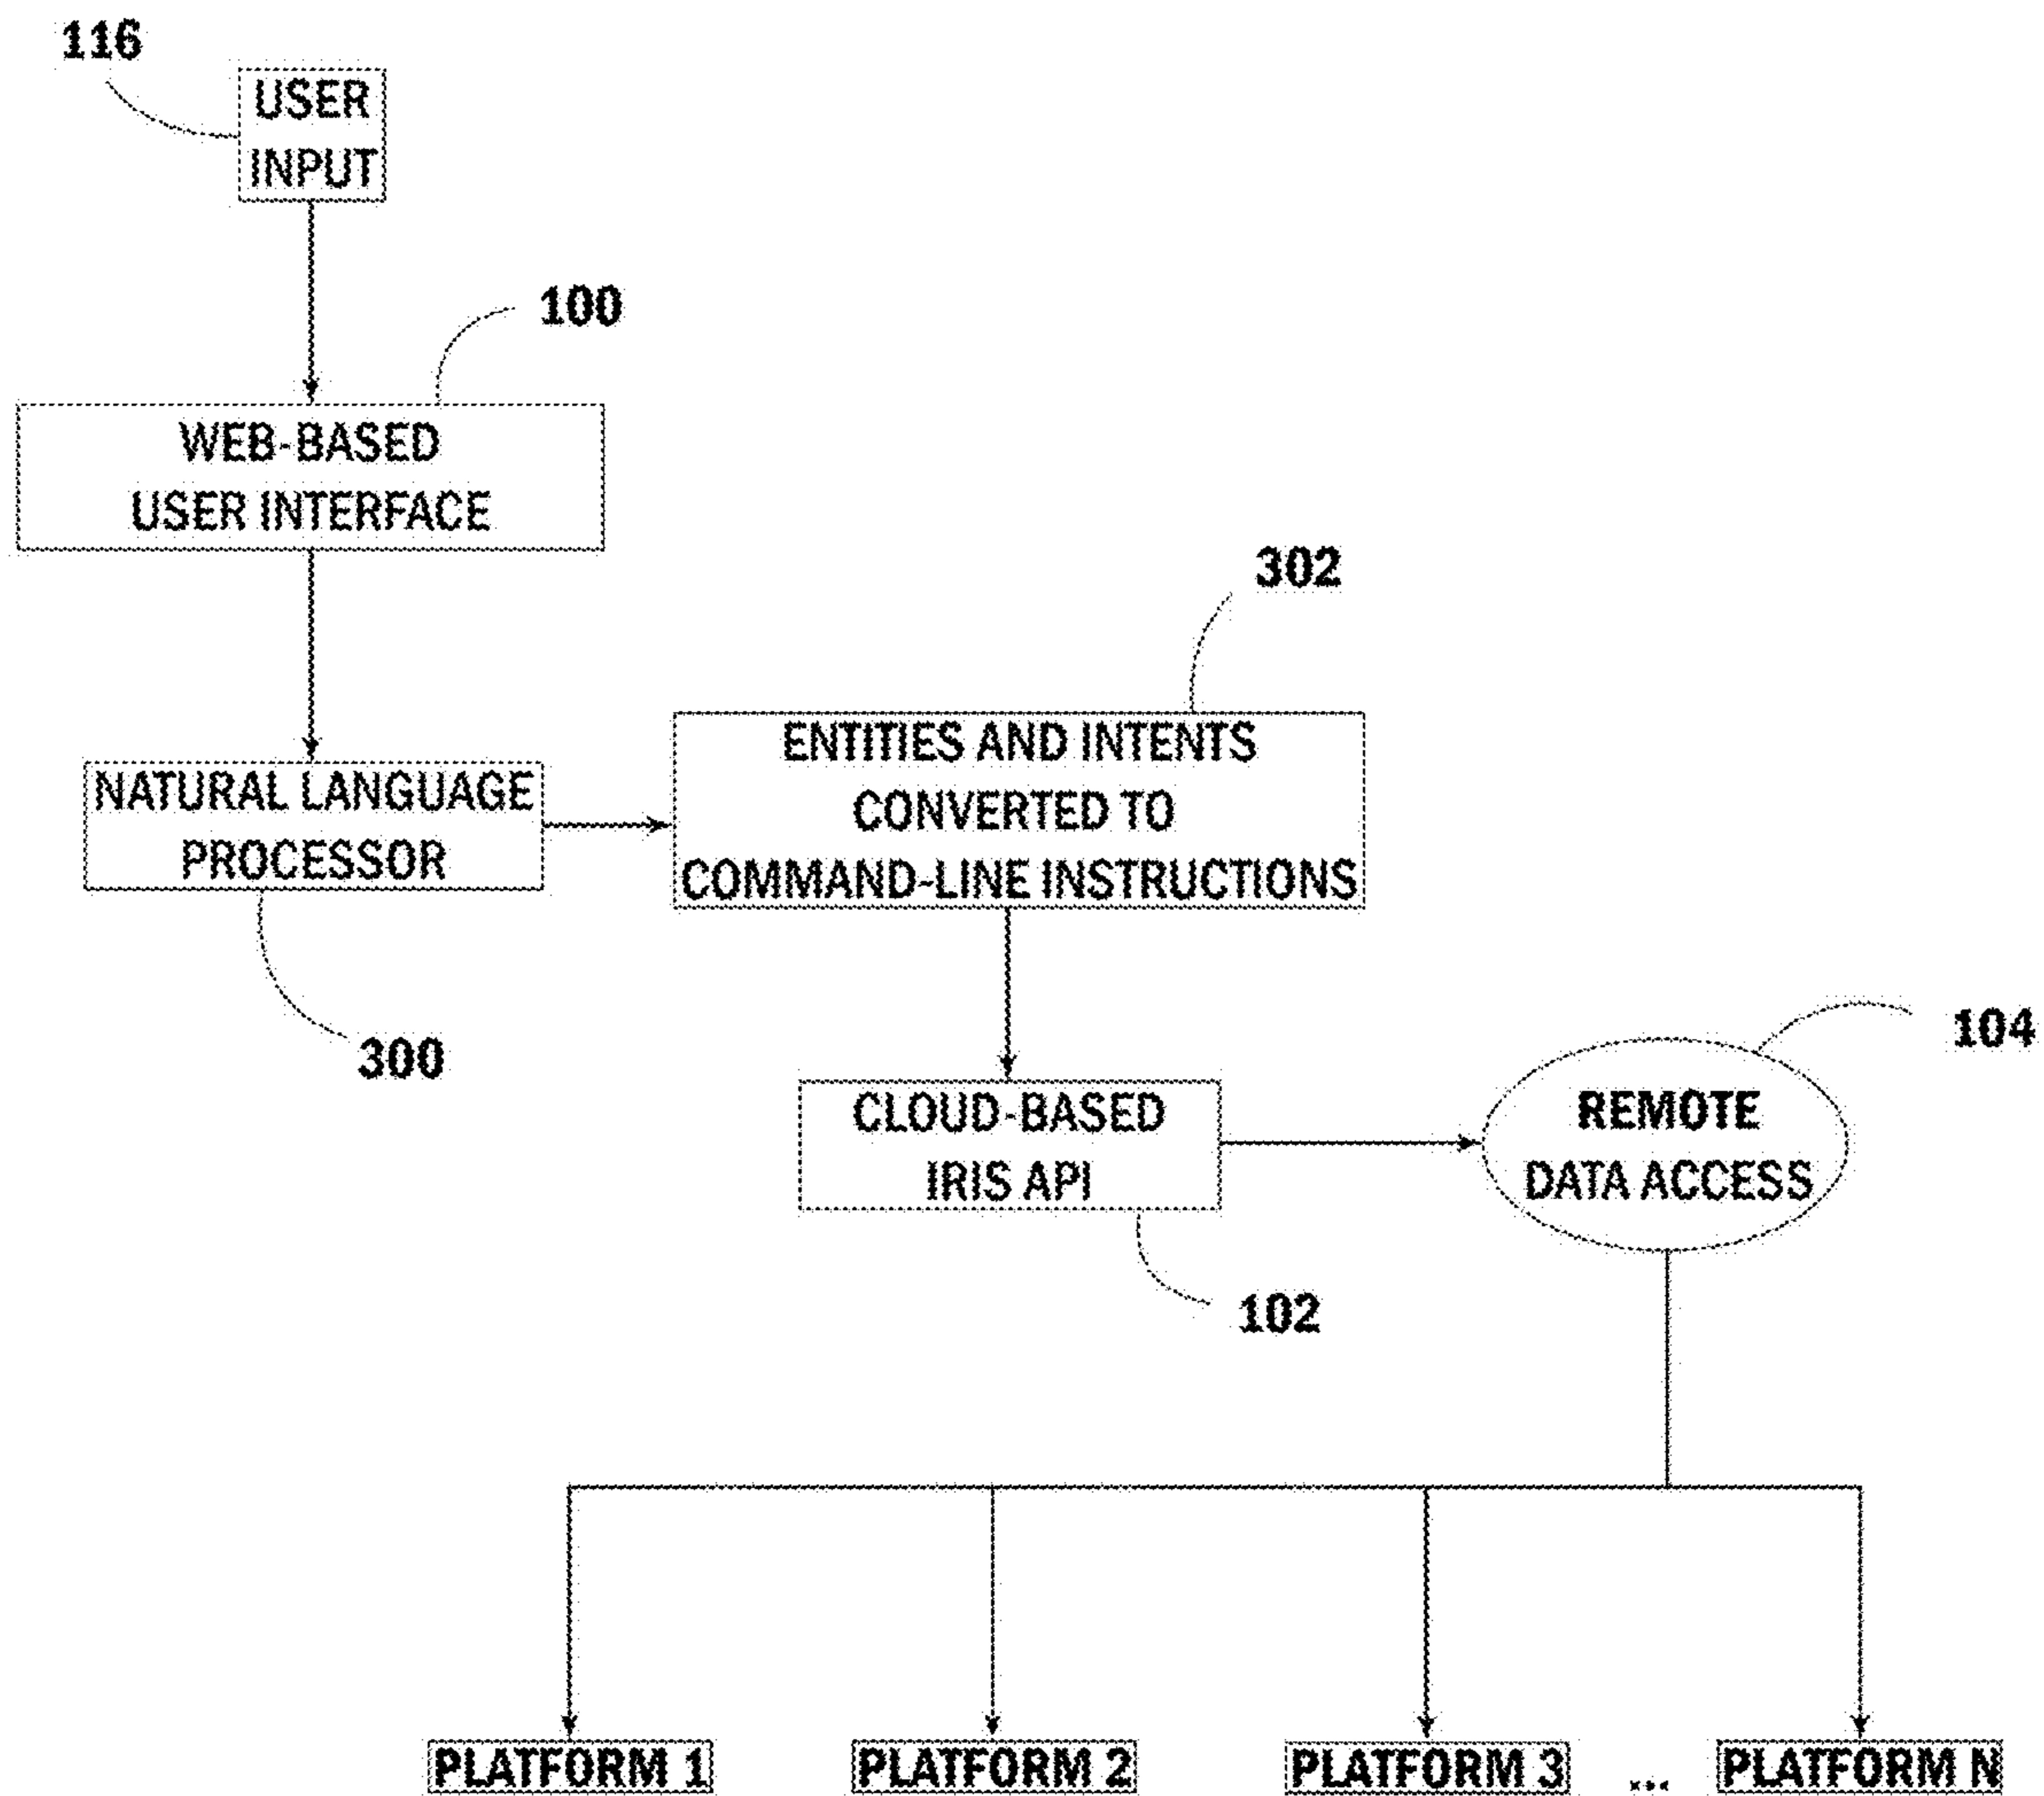 116
USER
INPUT
100
WEB-BASED
USER INTERFACE
302
ENTITIES AND INTENTS
CONVERTED TO
COMMAND-LINE INSTRUCTIONS
NATURAL LANGUAGE
PROCESSOR
300
104
CLOUD-BASED
IRIS API
REMOTE
DATA ACCESS
102
PLATFORM 1
PLATFORM 2
PLATFORM 3
...
PLATFORM N